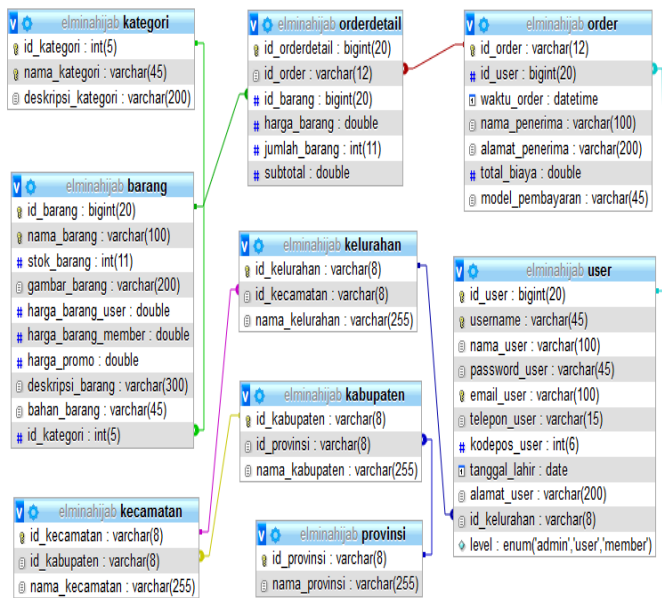 elminahijab kategori
id_kategori : int(5)
nama_kategori : varchar(45)
deskripsi_kategori : varchar(200)
elminahijab orderdetail
id_orderdetail : bigint(20)
id_order : varchar(12)
id_barang : bigint(20)
harga_barang : double
jumlah_barang : int(11)
subtotal : double
elminahijab order
id_order : varchar(12)
id_user : bigint(20)
waktu_order : datetime
nama_penerima : varchar(100)
alamat_penerima : varchar(200)
total_biaya : double
model_pembayaran : varchar(45)
elminahijab barang
id_barang : bigint(20)
nama_barang : varchar(100)
stok_barang : int(11)
gambar_barang : varchar(200)
harga_barang_user : double
harga_barang_member : double
harga_promo : double
deskripsi_barang : varchar(300)
bahan_barang : varchar(45)
id_kategori : int(5)
elminahijab kelurahan
id_kelurahan : varchar(8)
id_kecamatan : varchar(8)
nama_kelurahan : varchar(255)
elminahijab user
id_user : bigint(20)
username : varchar(45)
nama_user : varchar(100)
password_user : varchar(45)
email_user : varchar(100)
telepon_user : varchar(15)
kodepos_user : int(6)
tanggal_lahir : date
alamat_user : varchar(200)
id_kelurahan : varchar(8)
level : enum('admin','user','member')
elminahijab kabupaten
id_kabupaten : varchar(8)
id_provinsi : varchar(8)
nama_kabupaten : varchar(255)
elminahijab kecamatan
id_kecamatan : varchar(8)
id_kabupaten : varchar(8)
nama_kecamatan : varchar(255)
elminahijab provinsi
id_provinsi : varchar(8)
nama_provinsi : varchar(255)